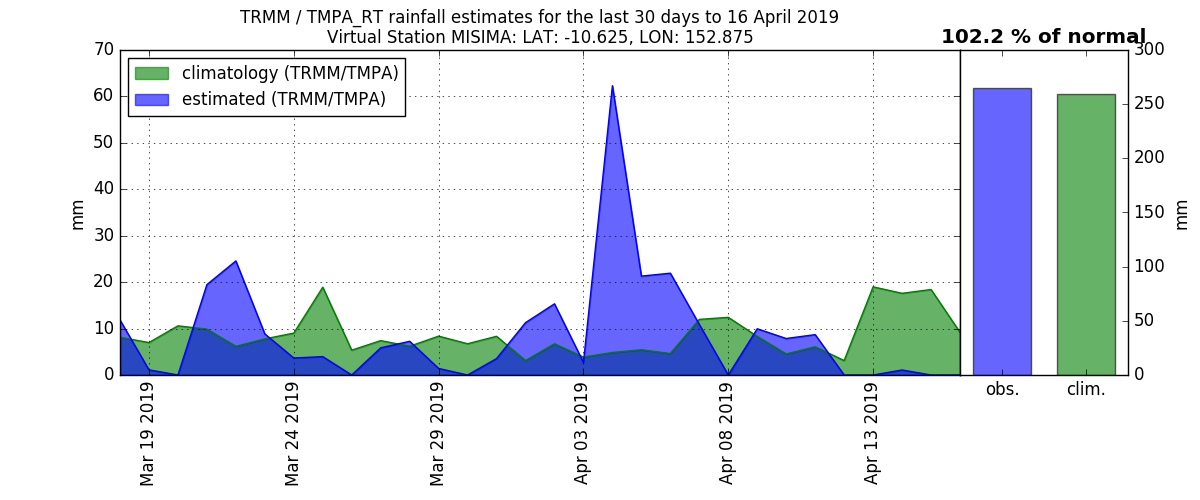 TRMM / TMPA_RT rainfall estimates for the last 30 days to 16 April 2019
Virtual Station MISIMA: LAT: -10.625, LON: 152.875
102.2 % of normal
climatology (TRMM/TMPA)
estimated (TRMM/TMPA)
mm
70
60
50
40
30
20
10
0
Mar 19 2019
Mar 24 2019
Mar 29 2019
Apr 03 2019
Apr 08 2019
Apr 13 2019
obs.
clim.
300
250
200
150
100
50
0
mm